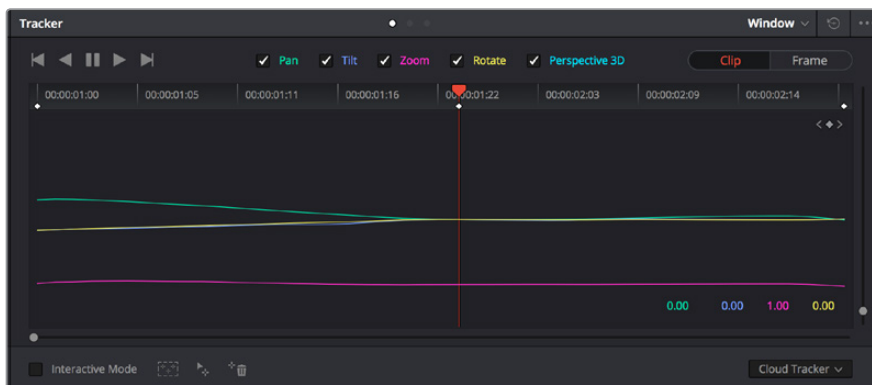 Tracker
Window
Pan Tilt Zoom Rotate Perspective 3D Clip Frame
00:00:01:00 00:00:01:05 00:00:01:11 00:00:01:16 00:00:01:22 00:00:02:03 00:00:02:09 00:00:02:14
0.00 0.00 1.00 0.00
Interactive Mode
Cloud Tracker